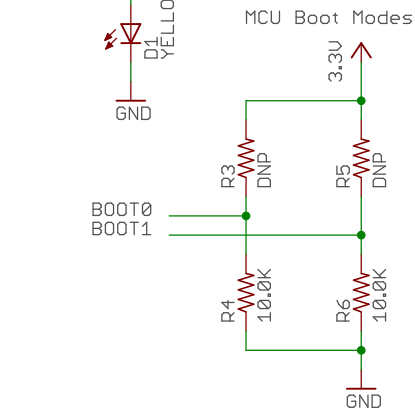 MCU Boot Modes
YELLO
D1
GND
3.3V
R3
DNP
R5
DNP
BOOT0
BOOT1
R4
10.0K
R6
10.0K
GND